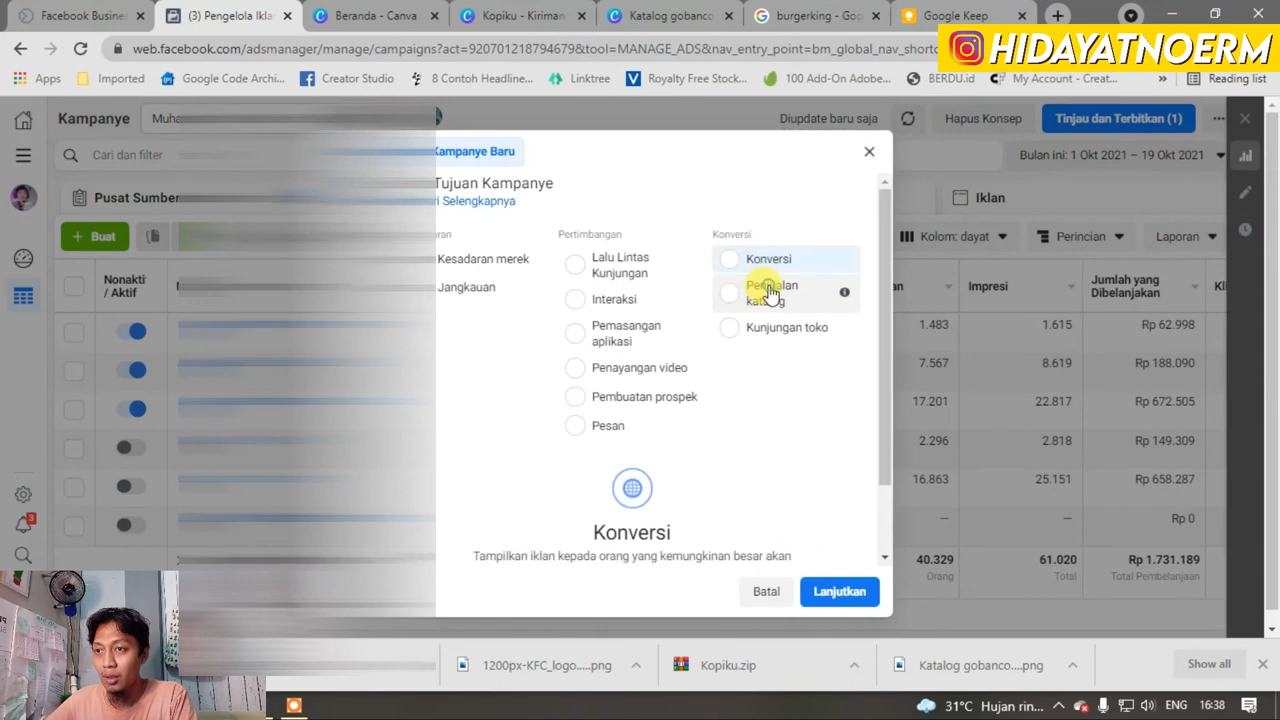 Facebook Business
(3) Pengelola Ikla
Beranda - Canva
Kopiku - Kiriman
Katalog gobanco
burgerking - Goo
Google Keep
web.facebook.com/adsmanager/manage/campaigns?act=920701218794679&tool=MANAGE_ADS&nav_entry_point=bm_global_nav_shortc
HIDAYATNOERM
Apps
Imported
Google Code Archi...
Creator Studio
8 Contoh Headline...
Linktree
Royalty Free Stock...
100 Add-On Adobe...
BERDU.id
My Account - Creat...
»
Reading list
Kampanye
Muha
Diupdate baru saja
Hapus Konsep
Tinjau dan Terbitkan (1)
Cari dan filter
Kampanye Baru
Bulan ini: 1 Okt 2021 – 19 Okt 2021
Tujuan Kampanye
i Selengkapnya
Pusat Sumber
Iklan
+ Buat
Kolom: dayat
Perincian
Laporan
ran
Pertimbangan
Konversi
Kesadaran merek
Jangkauan
Lalu Lintas
Kunjungan
Interaksi
Pemasangan
aplikasi
Penayangan video
Pembuatan prospek
Pesan
Konversi
Penjualan
katalog
Kunjungan toko
Nonakti
/ Aktif
an
Impresi
Jumlah yang
Dibelanjakan
Kli
1.483
1.615
Rp 62.998
7.567
8.619
Rp 188.090
17.201
22.817
Rp 672.505
2.296
2.818
Rp 149.309
16.863
25.151
Rp 658.287
—
—
Rp 0
40.329
61.020
Rp 1.731.189
Orang
Total
Total Pembelanjaan
Konversi
Tampilkan iklan kepada orang yang kemungkinan besar akan
Batal
Lanjutkan
3
1200px-KFC_logo.....png
Kopiku.zip
Katalog gobanco....png
Show all
31°C Hujan rin...
ENG
16:38